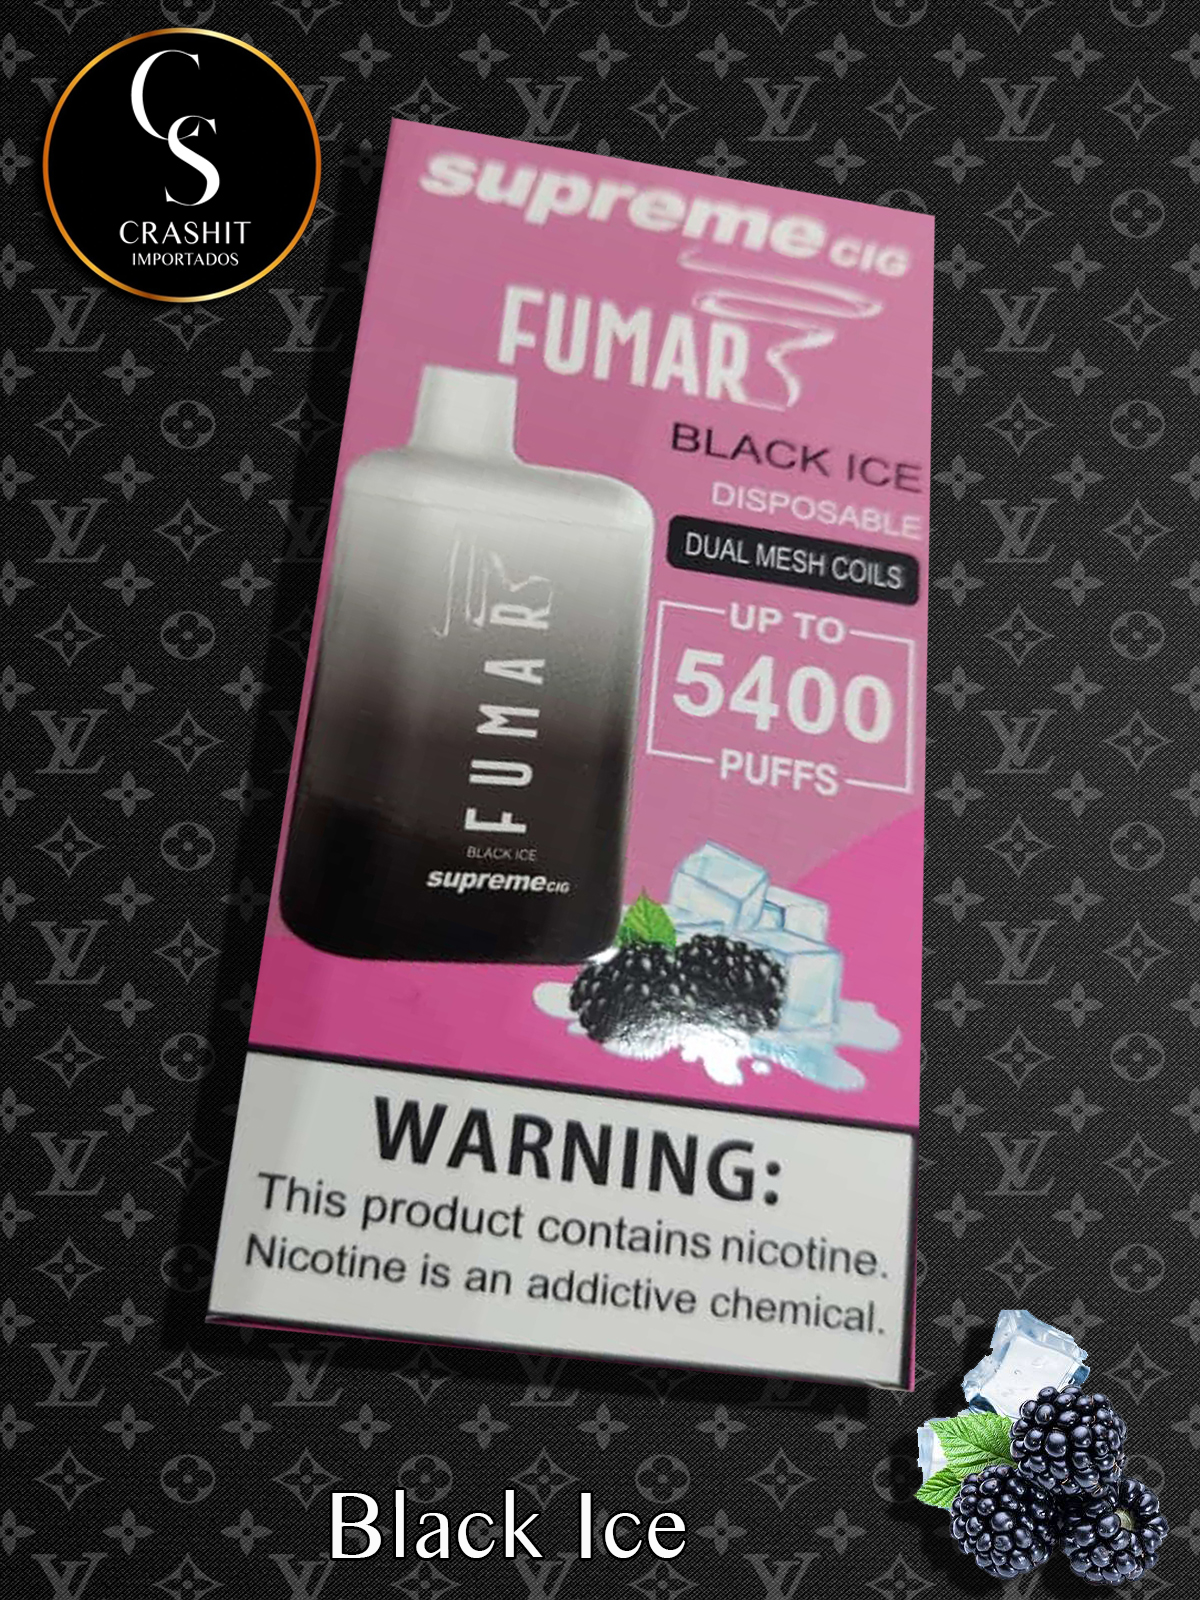 CS
CRASHIT
IMPORTADOS
supreme CIG
FUMAR
BLACK ICE
DISPOSABLE
DUAL MESH COILS
UP TO
5400
PUFFS
FUMAR
BLACK ICE
supreme CIG
WARNING:
This product contains nicotine.
Nicotine is an addictive chemical.
Black Ice